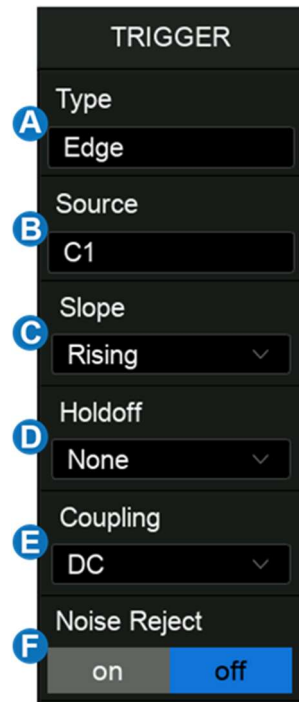 TRIGGER
Type
A
Edge
Source
B
C1
Slope
C
Rising
Holdoff
D
None
Coupling
E
DC
Noise Reject
F
on off